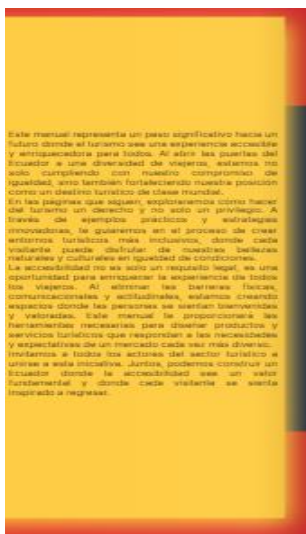 Este manual representa un paso significativo hacia un
futuro donde el turismo sea una experiencia accesible
y enriquecedora para todos. Al abrir las puertas del
Ecuador a una diversidad de viajeros, estamos no
solo cumpliendo con nuestro compromiso de
igualdad, sino también fortaleciendo nuestra posición
como un destino turístico de clase mundial.
En las páginas que siguen, exploraremos cómo hacer
del turismo un derecho y no solo un privilegio. A
través de ejemplos prácticos y estrategias
innovadoras, le guiaremos en el proceso de crear
entornos turísticos más inclusivos, donde cada
visitante pueda disfrutar de nuestras bellezas
naturales y culturales en igualdad de condiciones.
La accesibilidad no es solo un requisito legal, es una
oportunidad para enriquecer la experiencia de todos
los viajeros. Al eliminar las barreras físicas,
comunicacionales y actitudinales, estamos creando
espacios donde las personas se sientan bienvenidas
y valoradas. Este manual le proporcionará las
herramientas necesarias para diseñar productos y
servicios turísticos que respondan a las necesidades
y expectativas de un mercado cada vez más diverso.
Invitamos a todos los actores del sector turístico a
unirse a esta iniciativa. Juntos, podemos construir un
Ecuador donde la accesibilidad sea un valor
fundamental y donde cada visitante se sienta
inspirado a regresar.